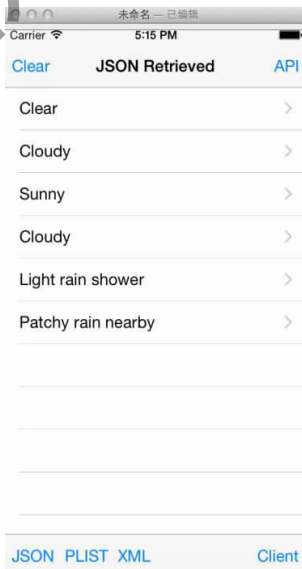 未命名 — 已编辑
Carrier 5:15 PM
Clear JSON Retrieved API
Clear
Cloudy
Sunny
Cloudy
Light rain shower
Patchy rain nearby
JSON PLIST XML Client